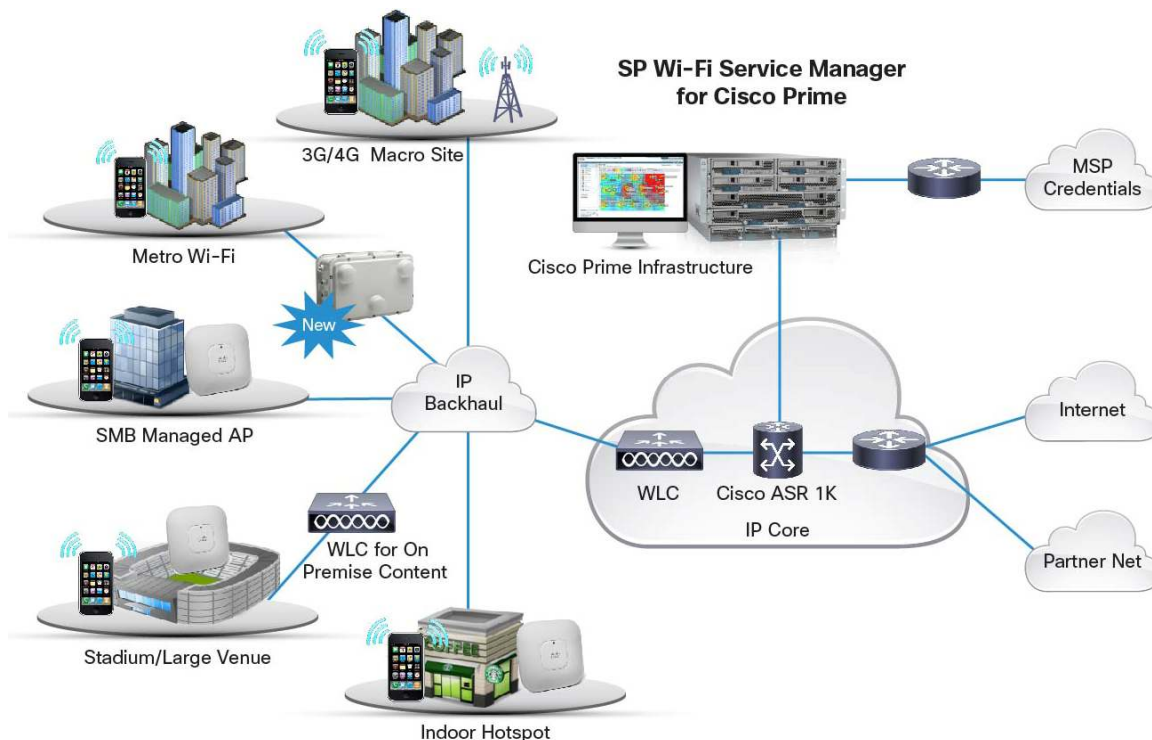 SP Wi-Fi Service Manager
for Cisco Prime
3G/4G Macro Site
MSP
Credentials
Metro Wi-Fi
Cisco Prime Infrastructure
New
IP
Backhaul
SMB Managed AP
Internet
WLC
Cisco ASR 1K
IP Core
WLC for On
Premise Content
Partner Net
Stadium/Large Venue
Indoor Hotspot